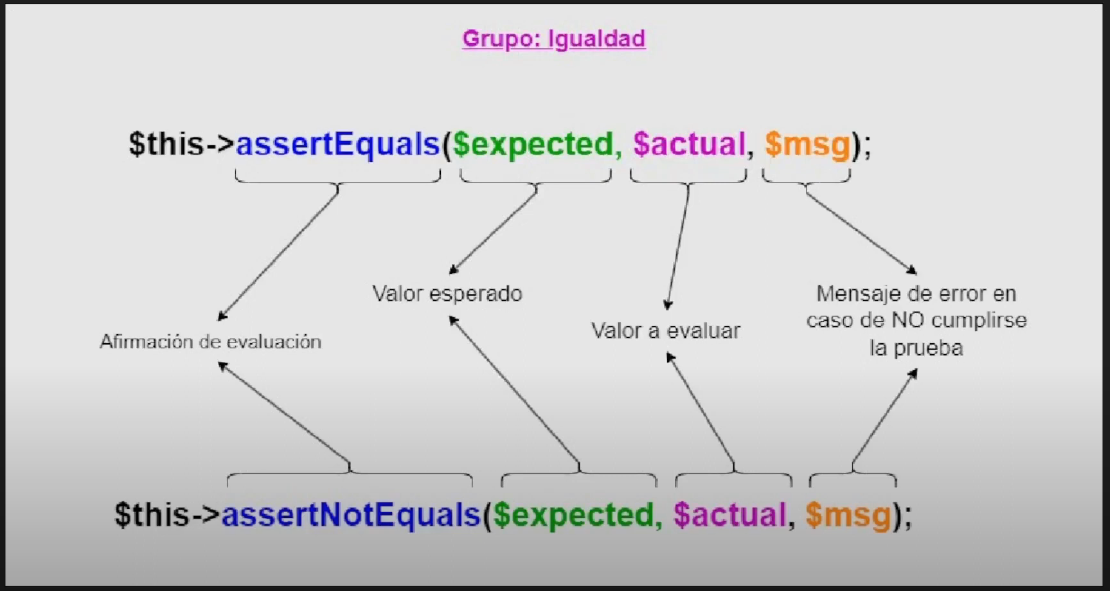 Grupo: Igualdad
$this->assertEquals($expected, $actual, $msg);
Valor esperado
Mensaje de error en
caso de NO cumplirse
la prueba
Valor a evaluar
Afirmación de evaluación
$this->assertNotEquals($expected, $actual, $msg);